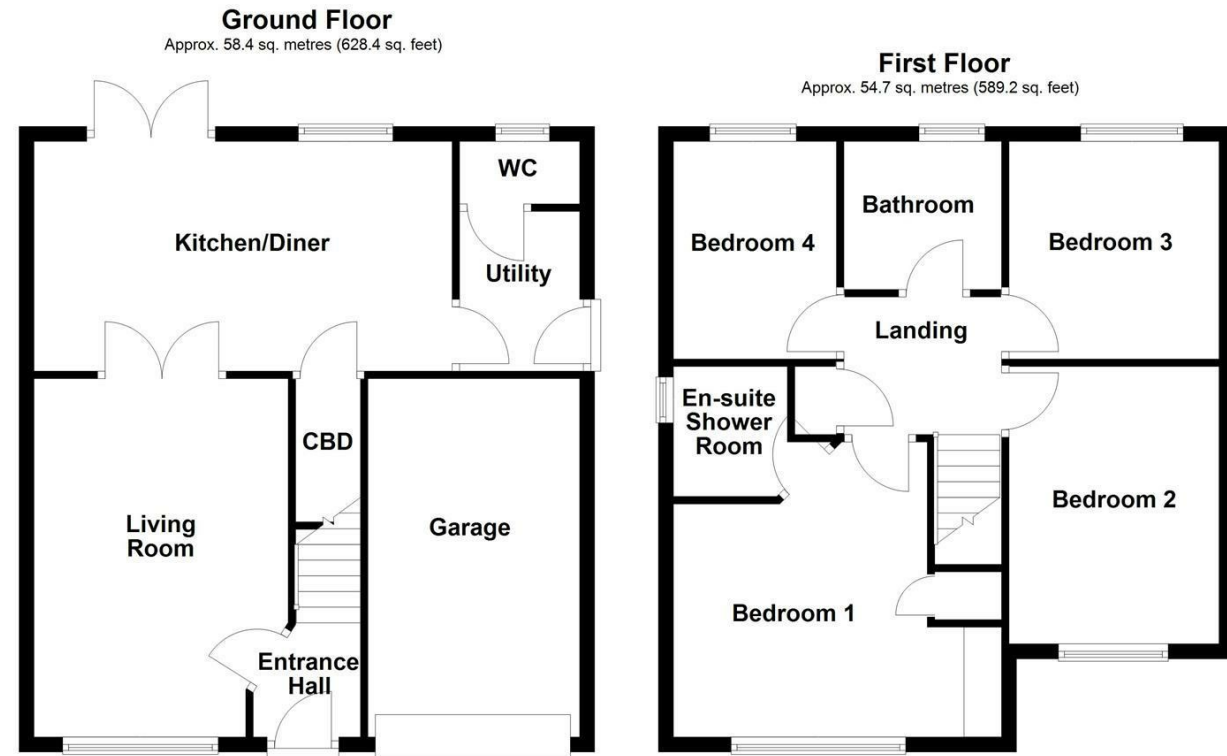 Ground Floor
Approx. 58.4 sq. metres (628.4 sq. feet)
WC
Kitchen/Diner
Utility
CBD
Living
Room
Garage
Entrance
Hall
First Floor
Approx. 54.7 sq. metres (589.2 sq. feet)
Bathroom
Bedroom 4
Bedroom 3
Landing
En-suite
Shower
Room
Bedroom 2
Bedroom 1